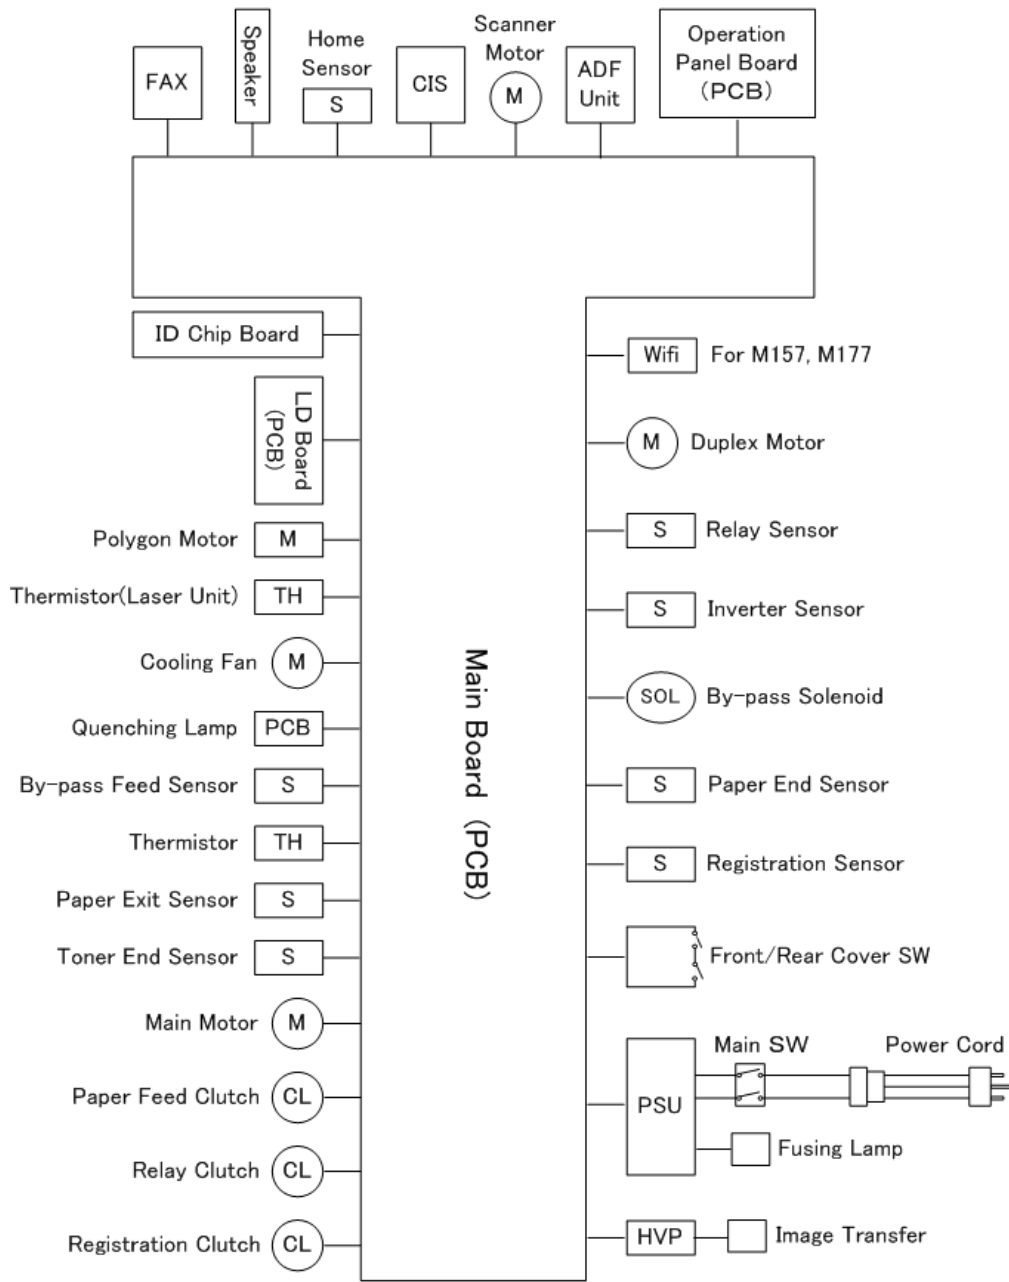 FAX
Speaker
Home
Sensor
S
CIS
Scanner
Motor
M
ADF
Unit
Operation
Panel Board
(PCB)
ID Chip Board
LD Board
(PCB)
Polygon Motor M
Thermistor(Laser Unit) TH
Cooling Fan M
Quenching Lamp PCB
By-pass Feed Sensor S
Thermistor TH
Paper Exit Sensor S
Toner End Sensor S
Main Motor M
Paper Feed Clutch CL
Relay Clutch CL
Registration Clutch CL
Main Board (PCB)
Wifi For M157, M177
M Duplex Motor
S Relay Sensor
S Inverter Sensor
SOL By-pass Solenoid
S Paper End Sensor
S Registration Sensor
Front/Rear Cover SW
Main SW Power Cord
PSU
Fusing Lamp
HVP Image Transfer